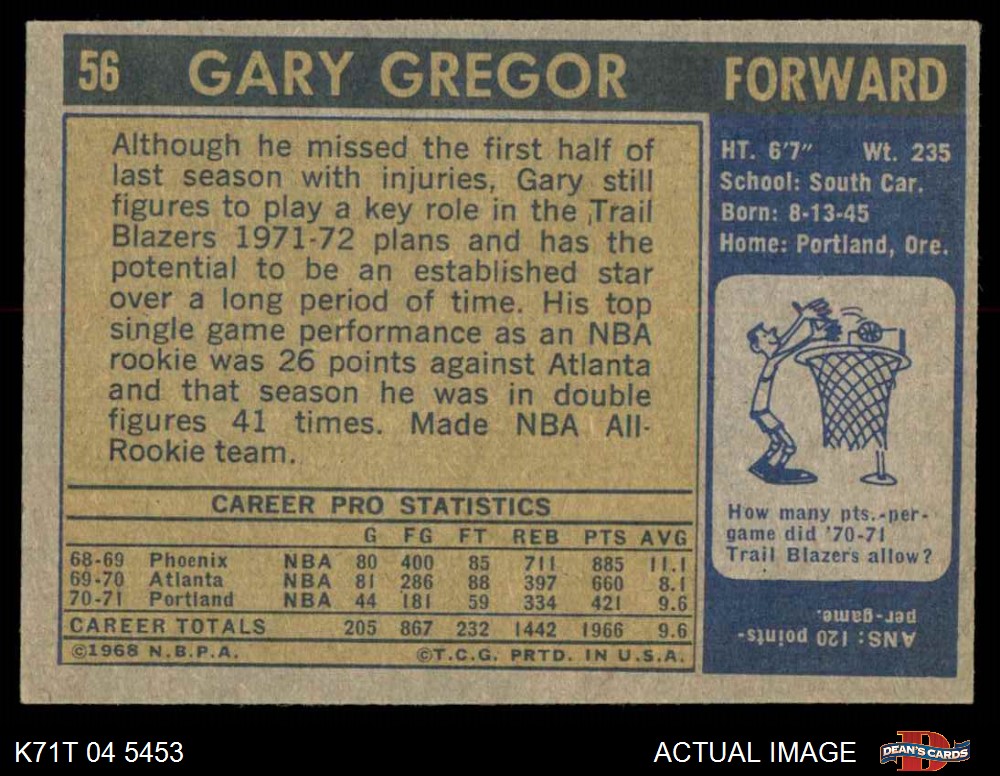 56 GARY GREGOR FORWARD
Although he missed the first half of
last season with injuries, Gary still
figures to play a key role in the Trail
Blazers 1971-72 plans and has the
potential to be an established star
over a long period of time. His top
single game performance as an NBA
rookie was 26 points against Atlanta
and that season he was in double
figures 41 times. Made NBA All-
Rookie team.
CAREER PRO STATISTICS
G FG FT REB PTS AVG
68-69 Phoenix NBA 80 400 85 711 885 11.1
69-70 Atlanta NBA 81 286 88 397 660 8.1
70-71 Portland NBA 44 181 59 334 421 9.6
CAREER TOTALS 205 867 232 1442 1966 9.6
©1968 N.B.P.A. ©T.C.G. PRTD. IN U.S.A.
HT. 6'7" Wt. 235
School: South Car.
Born: 8-13-45
Home: Portland, Ore.
How many pts.-per-
game did '70-71
Trail Blazers allow?
ANS: 120 points-
per-game.
K71T 04 5453
ACTUAL IMAGE
D
DEAN'S CARDS